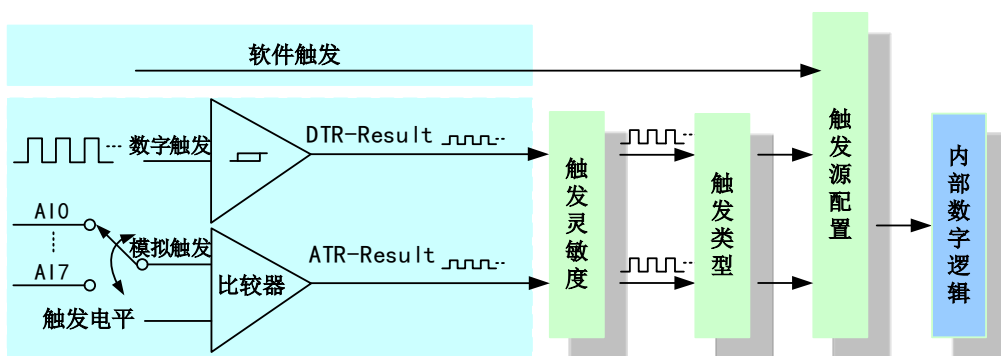 软件触发
数字触发
DTR-Result
AI0
AI7
模拟触发
触发电平
比较器
ATR-Result
触发灵敏度
触发类型
触发源配置
内部数字逻辑